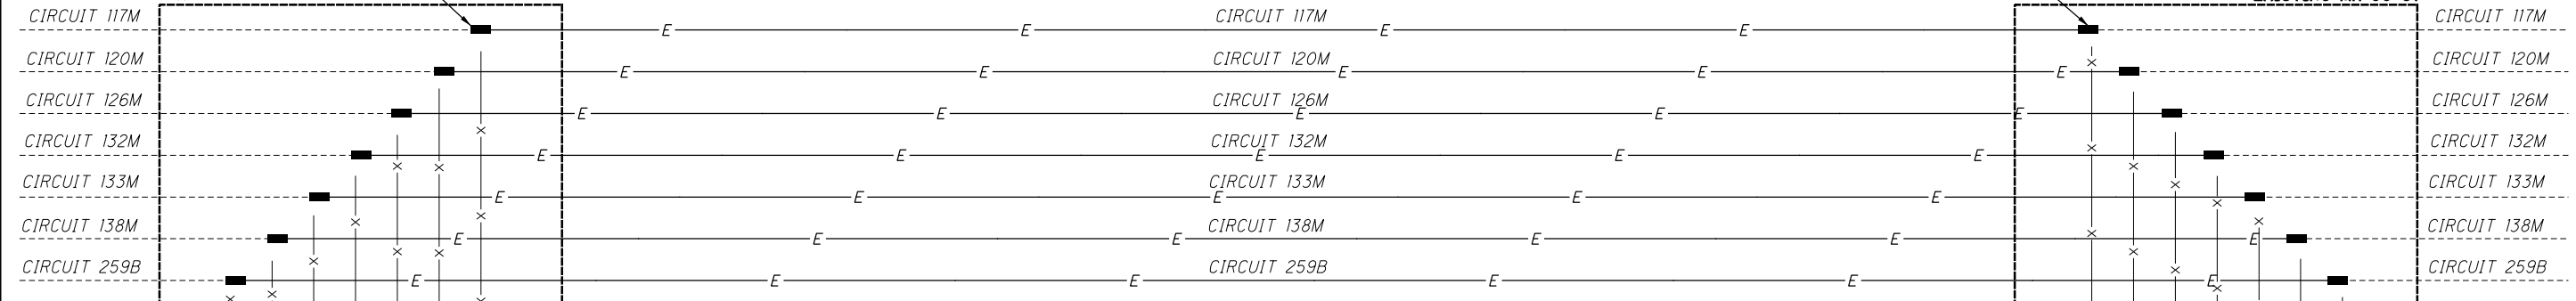 CIRCUIT 117M CIRCUIT 117M CIRCUIT 117M
E E E E
CIRCUIT 120M CIRCUIT 120M CIRCUIT 120M
E E E E E
CIRCUIT 126M CIRCUIT 126M CIRCUIT 126M
E E E E E
CIRCUIT 132M CIRCUIT 132M CIRCUIT 132M
E E E E E
CIRCUIT 133M CIRCUIT 133M CIRCUIT 133M
E E E E E
CIRCUIT 138M CIRCUIT 138M CIRCUIT 138M
E E E E E E
CIRCUIT 259B CIRCUIT 259B CIRCUIT 259B
E E E E E E